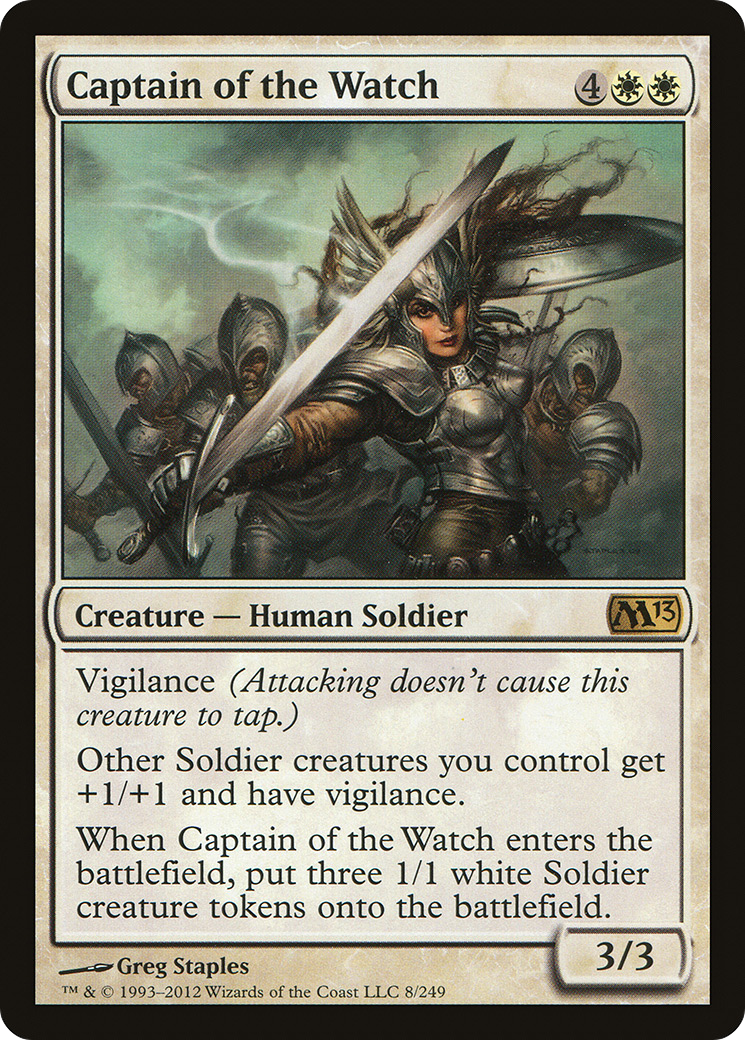 Captain of the Watch 4
Creature — Human Soldier M13
Vigilance (Attacking doesn't cause this
creature to tap.)
Other Soldier creatures you control get
+1/+1 and have vigilance.
When Captain of the Watch enters the
battlefield, put three 1/1 white Soldier
creature tokens onto the battlefield.
3/3
Greg Staples
™ & © 1993–2012 Wizards of the Coast LLC 8/249